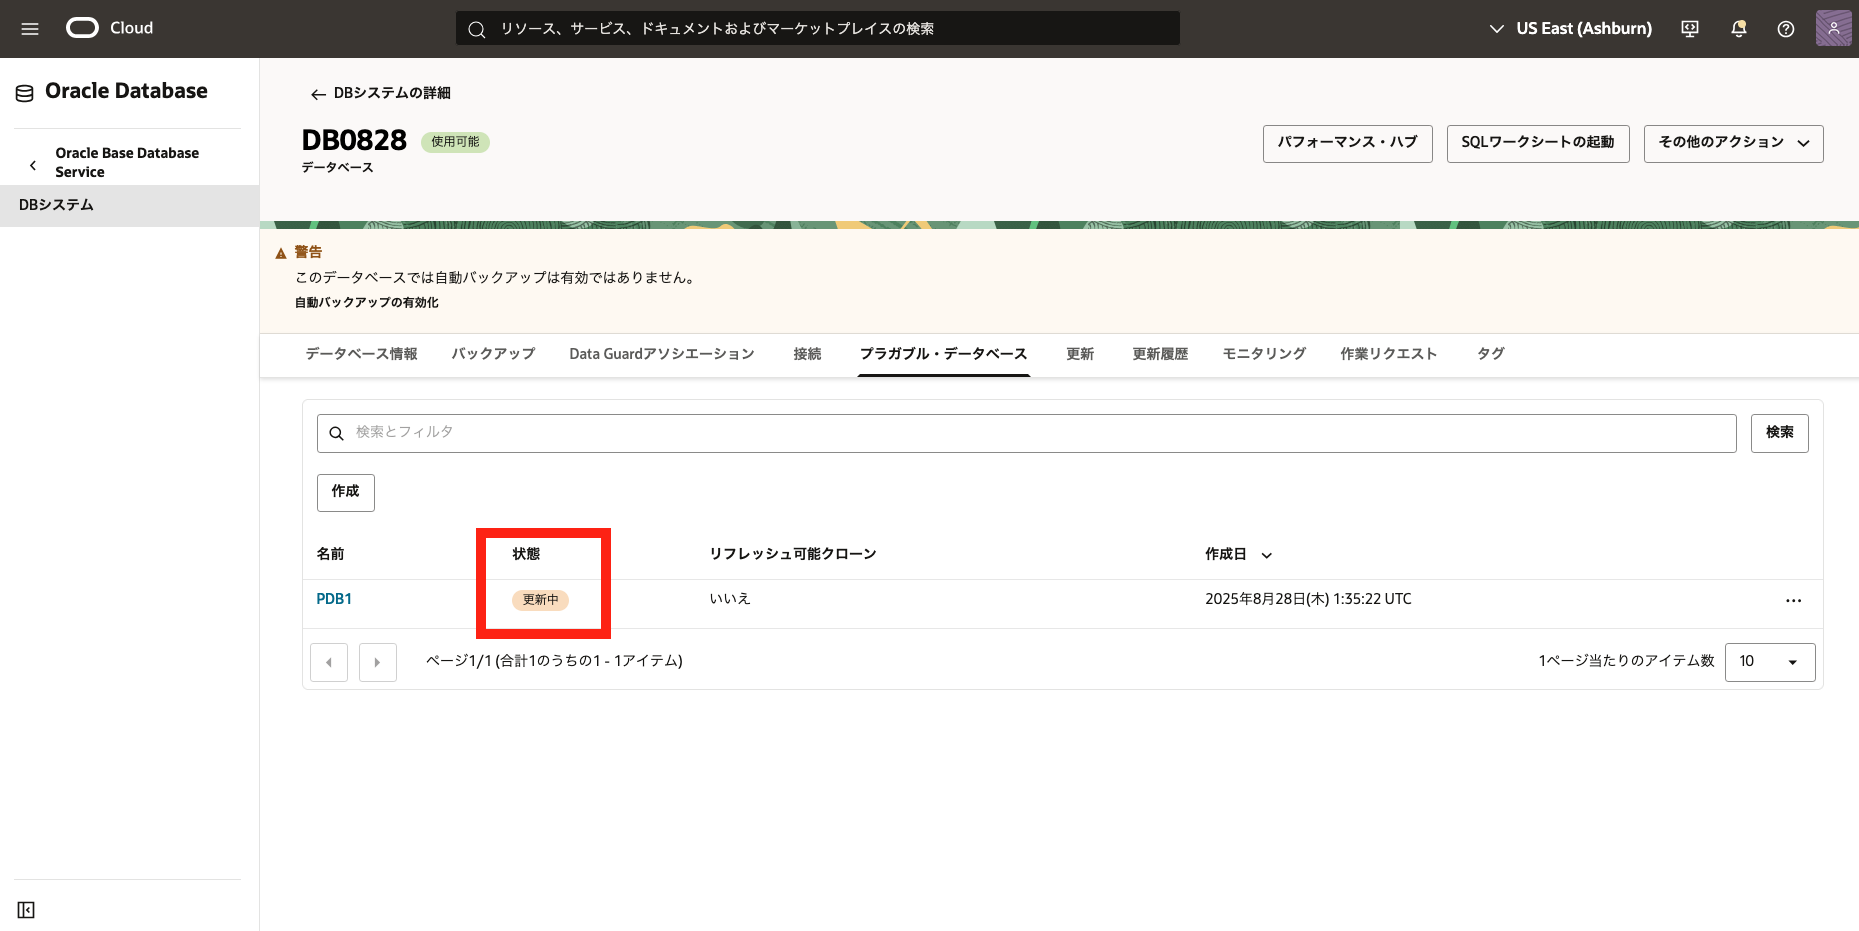 Cloud
リソース、サービス、ドキュメントおよびマーケットプレイスの検索
US East (Ashburn)
Oracle Database
Oracle Base Database
Service
DBシステム
DBシステムの詳細
DB0828
使用可能
データベース
パフォーマンス・ハブ
SQLワークシートの起動
その他のアクション
警告
このデータベースでは自動バックアップは有効ではありません。
自動バックアップの有効化
データベース情報
バックアップ
Data Guardアソシエーション
接続
プラガブル・データベース
更新
更新履歴
モニタリング
作業リクエスト
タグ
検索とフィルタ
検索
作成
名前
状態
リフレッシュ可能クローン
作成日
PDB1
更新中
いいえ
2025年8月28日(木) 1:35:22 UTC
ページ1/1 (合計1のうちの1 - 1アイテム)
1ページ当たりのアイテム数
10